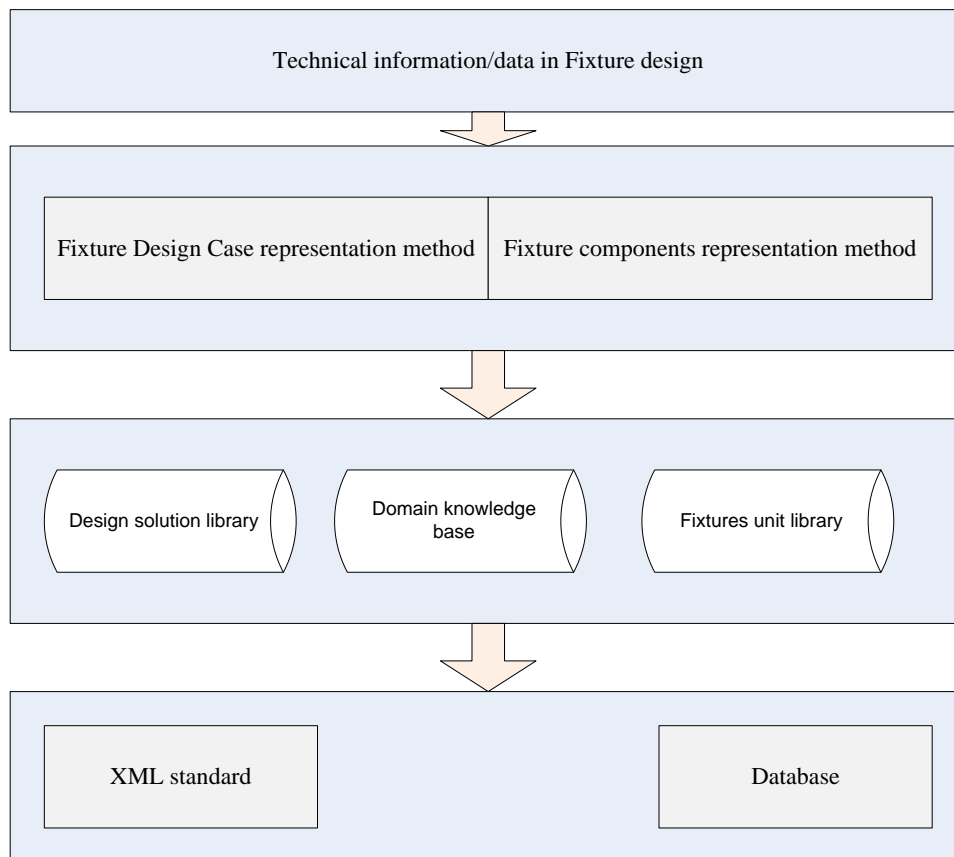 Technical information/data in Fixture design
Fixture Design Case representation method
Fixture components representation method
Design solution library
Domain knowledge
base
Fixtures unit library
XML standard
Database